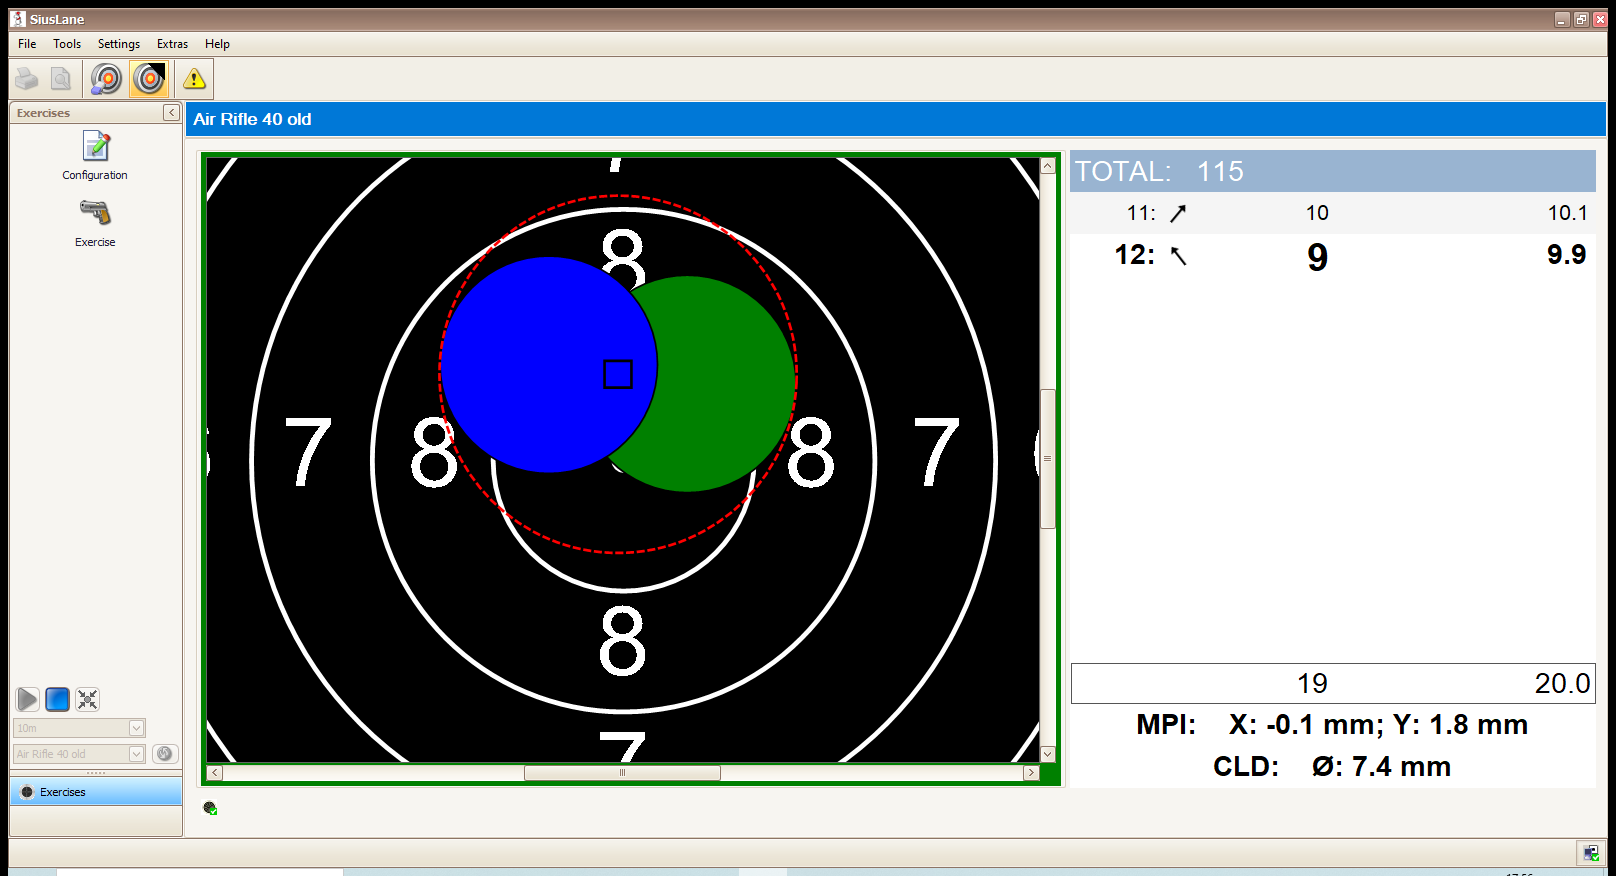 SiusLane
File Tools Settings Extras Help
Exercises
Configuration
Exercise
10m
Air Rifle 40 old
Exercises
Air Rifle 40 old
8
7 8 8 7
8
7
TOTAL: 115
11: 10 10.1
12: 9 9.9
19 20.0
MPI: X: -0.1 mm; Y: 1.8 mm
CLD: Ø: 7.4 mm